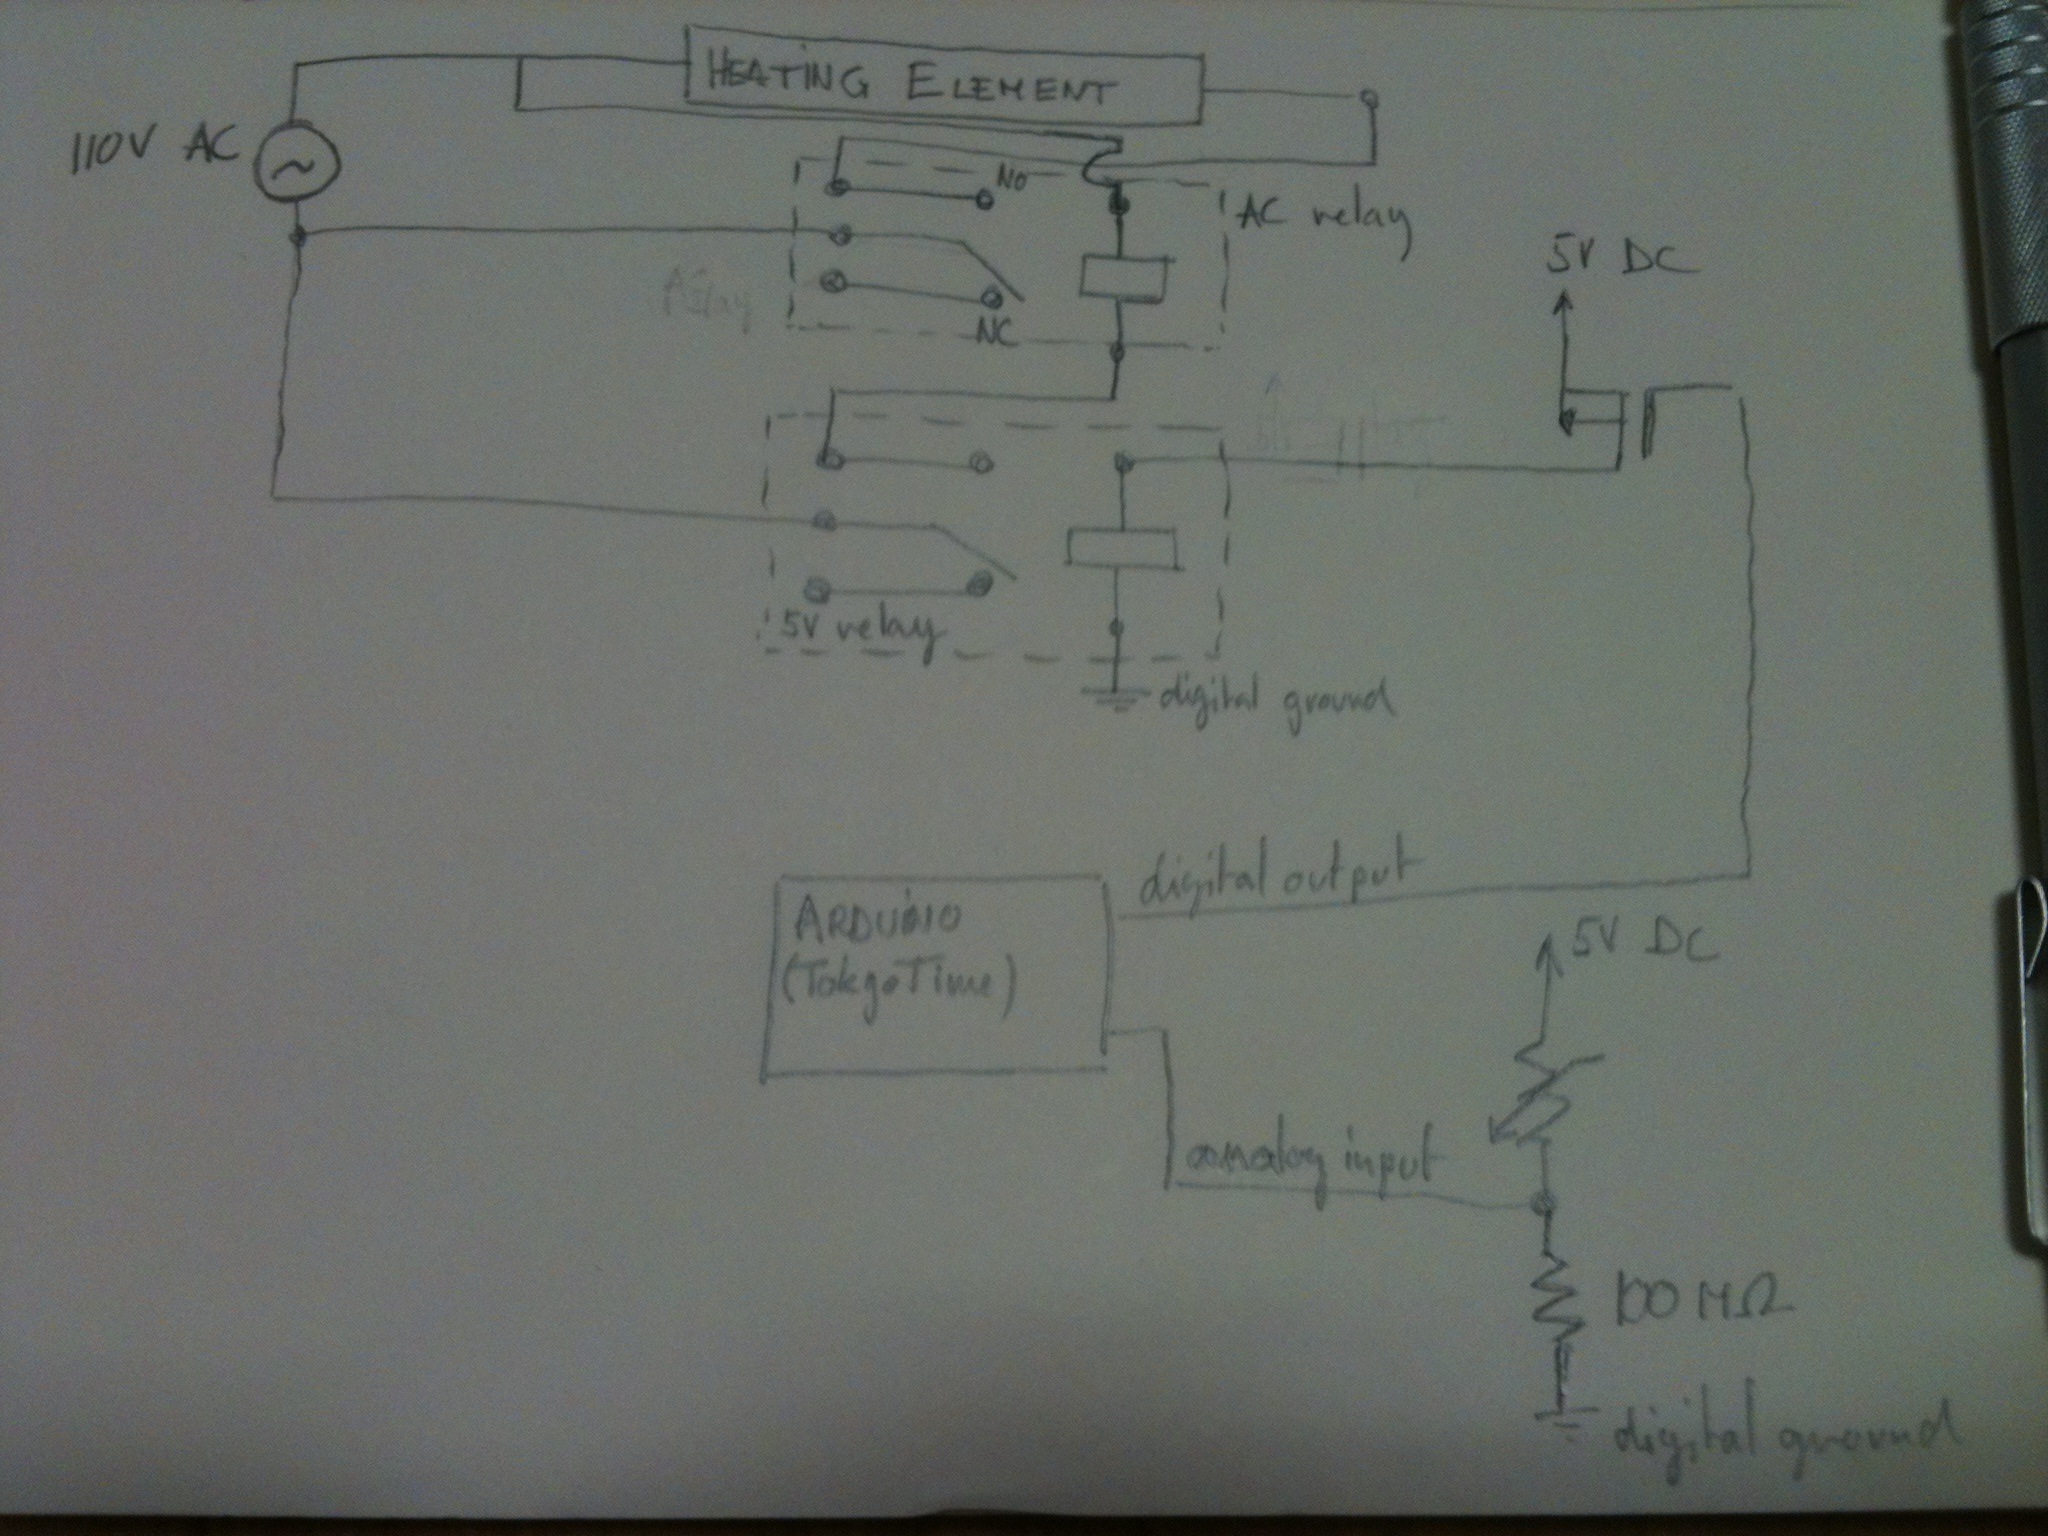 HEATING ELEMENT
110V AC
NO
AC relay
5V DC
NC
5V relay
digital ground
digital output
ARDUINO
(TokyoTime)
5V DC
analog input
100 MΩ
digital ground